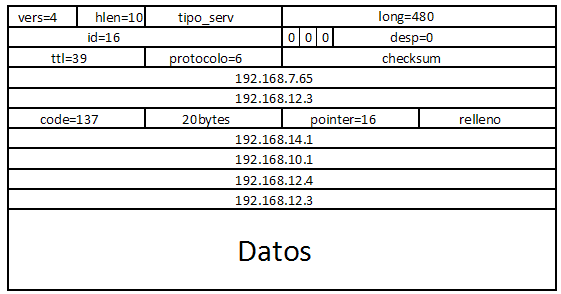 vers=4 hlen=10 tipo_serv long=480
id=16 0 0 0 desp=0
ttl=39 protocolo=6 checksum
192.168.7.65
192.168.12.3
code=137 20bytes pointer=16 relleno
192.168.14.1
192.168.10.1
192.168.12.4
192.168.12.3
Datos